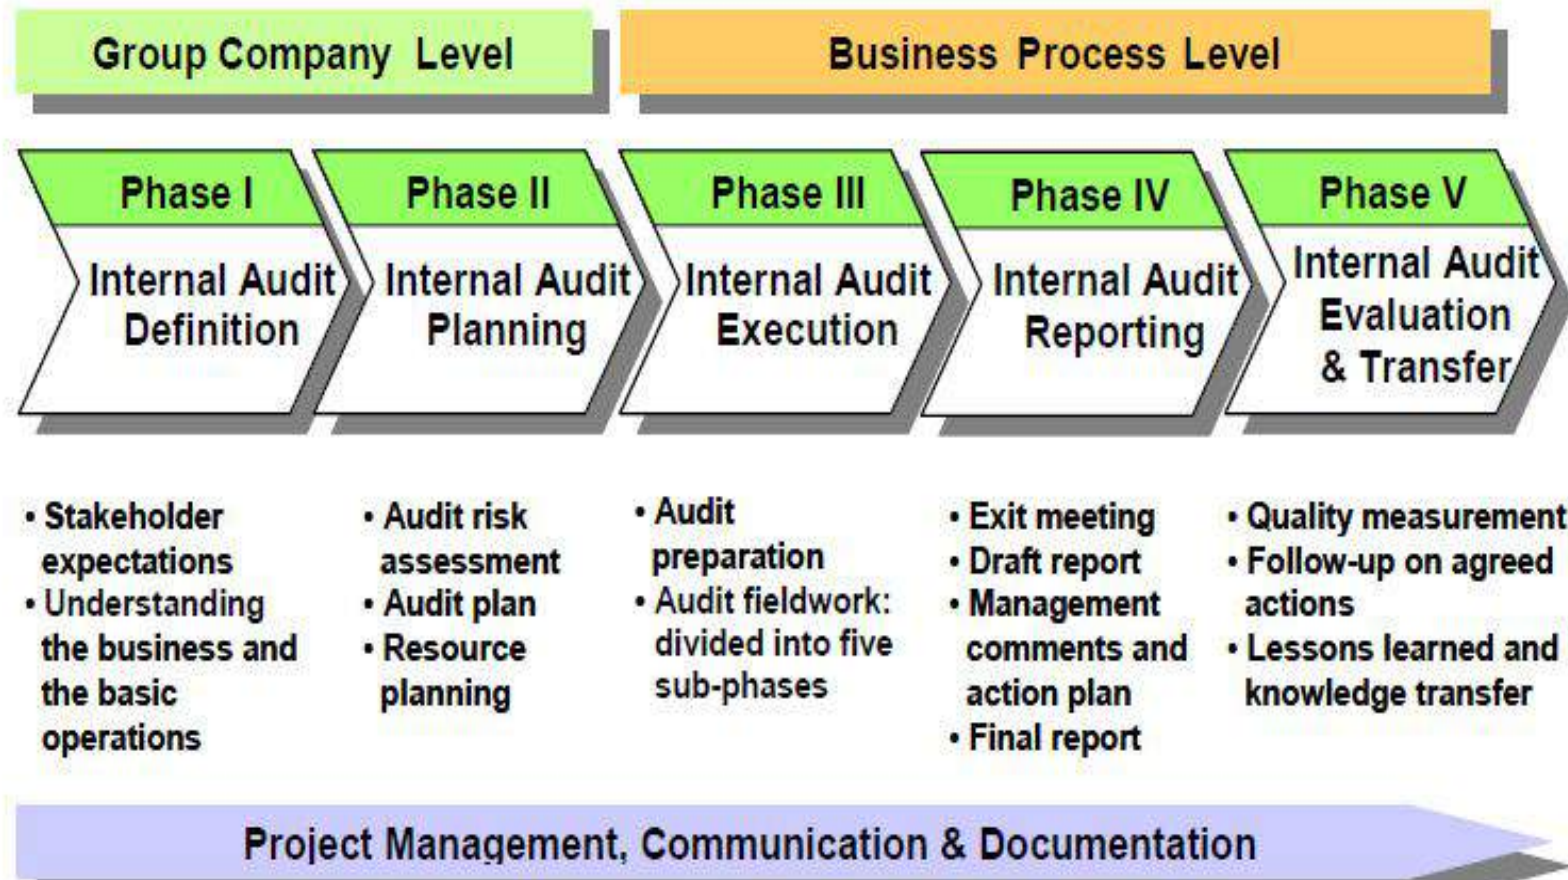 Group Company Level
Business Process Level
Phase I
Internal Audit
Definition
Phase II
Internal Audit
Planning
Phase III
Internal Audit
Execution
Phase IV
Internal Audit
Reporting
Phase V
Internal Audit
Evaluation
& Transfer
• Stakeholder
expectations
• Understanding
the business and
the basic
operations
• Audit risk
assessment
• Audit plan
• Resource
planning
• Audit
preparation
• Audit fieldwork:
divided into five
sub-phases
• Exit meeting
• Draft report
• Management
comments and
action plan
• Final report
• Quality measurement
• Follow-up on agreed
actions
• Lessons learned and
knowledge transfer
Project Management, Communication & Documentation